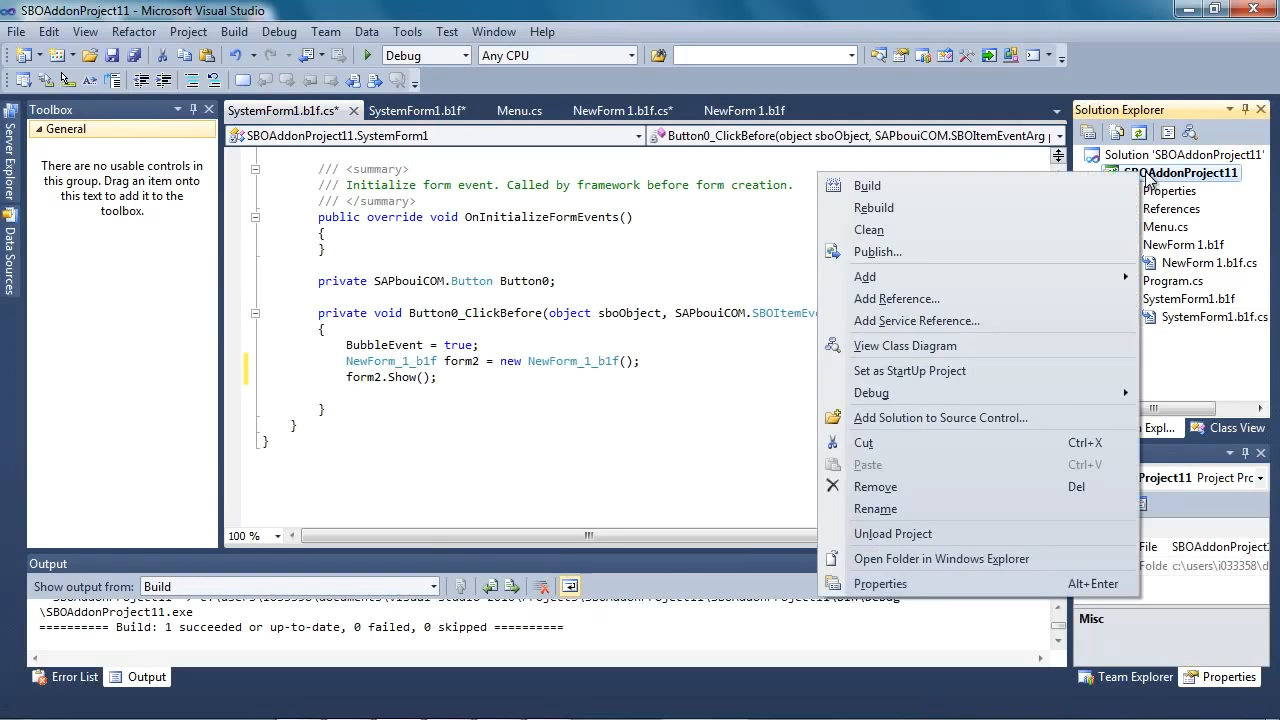 SBOAddonProject11 - Microsoft Visual Studio
File Edit View Refactor Project Build Debug Team Data Tools Test Window Help
Debug Any CPU
Toolbox
General
There are no usable controls in
this group. Drag an item onto
this text to add it to the
toolbox.
Server Explorer
Data Sources
SystemForm1.b1f.cs* SystemForm1.b1f* Menu.cs NewForm 1.b1f.cs* NewForm 1.b1f
SBOAddonProject11.SystemForm1 Button0_ClickBefore(object sboObject, SAPbouiCOM.SBOItemEventArg
/// <summary>
/// Initialize form event. Called by framework before form creation.
/// </summary>
public override void OnInitializeFormEvents()
{
}
private SAPbouiCOM.Button Button0;
private void Button0_ClickBefore(object sboObject, SAPbouiCOM.SBOItemEve
{
BubbleEvent = true;
NewForm_1_b1f form2 = new NewForm_1_b1f();
form2.Show();
}
}
}
100 %
Build
Rebuild
Clean
Publish...
Add
Add Reference...
Add Service Reference...
View Class Diagram
Set as StartUp Project
Debug
Add Solution to Source Control...
Cut Ctrl+X
Paste Ctrl+V
Remove Del
Rename
Unload Project
Open Folder in Windows Explorer
Properties Alt+Enter
Solution Explorer
Solution 'SBOAddonProject11'
SBOAddonProject11
Properties
References
Menu.cs
NewForm 1.b1f
NewForm 1.b1f.cs
Program.cs
SystemForm1.b1f
SystemForm1.b1f.cs
Expl... Class View
Project11 Project Prc
File SBOAddonProject
Folde c:\users\i033358\d
Misc
Team Explorer Properties
Output
Show output from: Build
\SBOAddonProject11.exe
========== Build: 1 succeeded or up-to-date, 0 failed, 0 skipped ==========
Error List Output